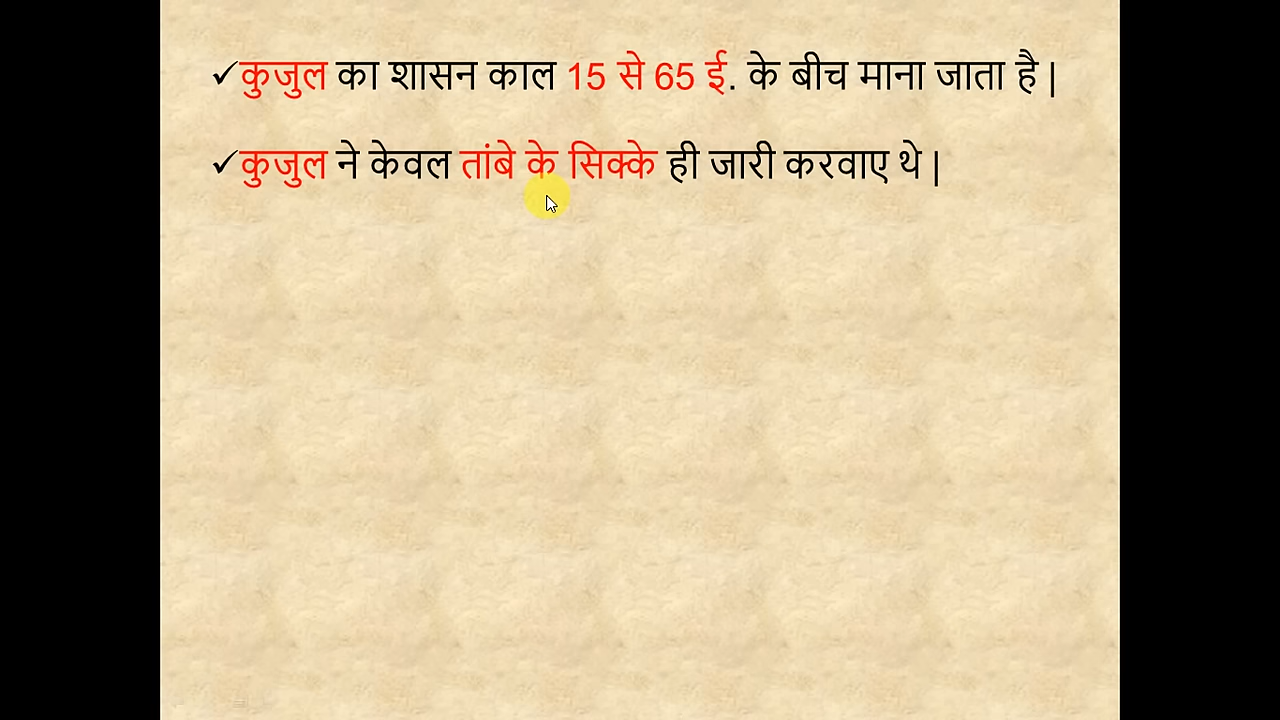 ✓कुजुल का शासन काल 15 से 65 ई. के बीच माना जाता है |
✓कुजुल ने केवल तांबे के सिक्के ही जारी करवाए थे |